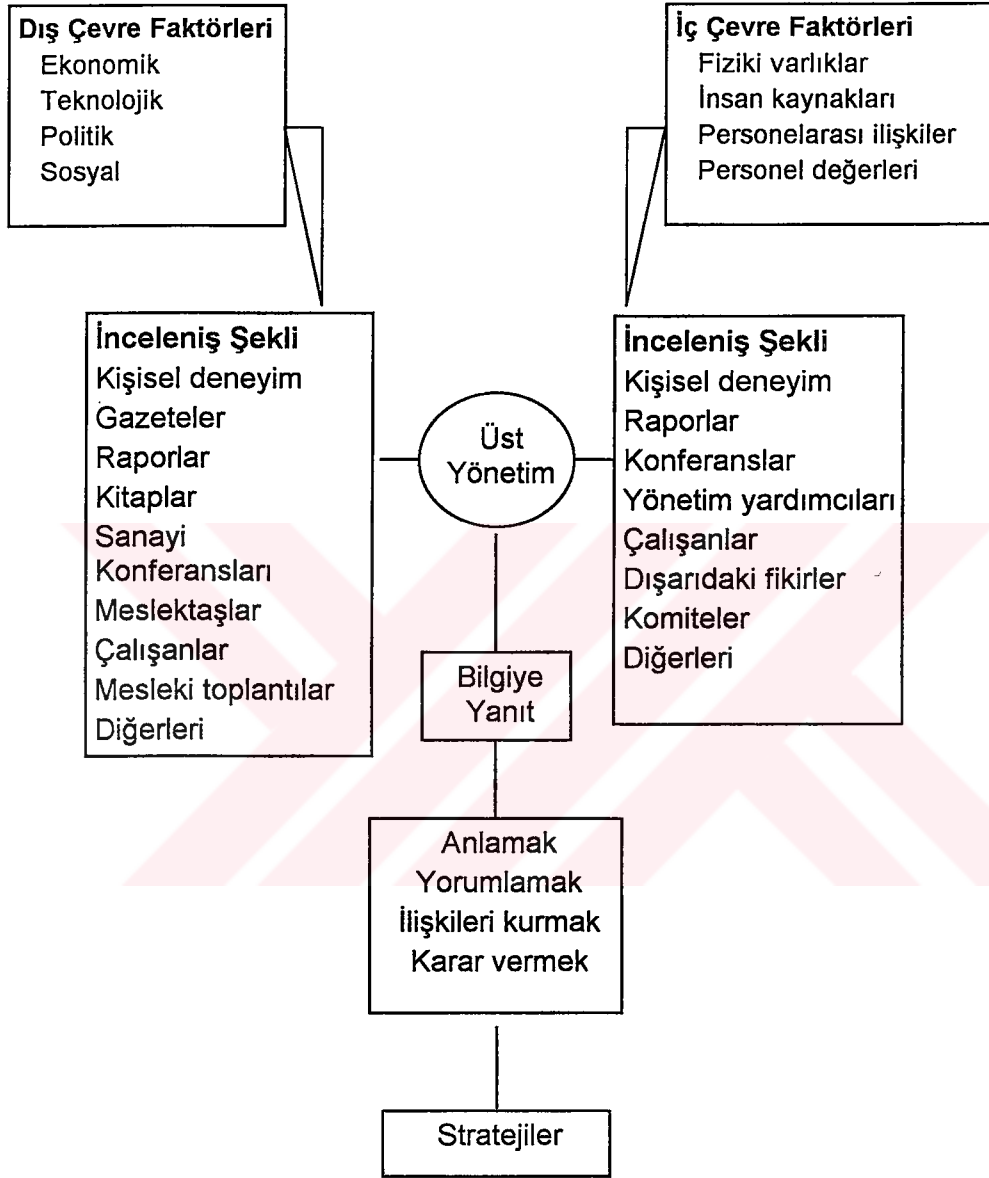 Dış Çevre Faktörleri
Ekonomik
Teknolojik
Politik
Sosyal
İç Çevre Faktörleri
Fiziki varlıklar
İnsan kaynakları
Personelarası ilişkiler
Personel değerleri
İnceleniş Şekli
Kişisel deneyim
Gazeteler
Raporlar
Kitaplar
Sanayi
Konferansları
Meslektaşlar
Çalışanlar
Mesleki toplantılar
Diğerleri
Üst
Yönetim
İnceleniş Şekli
Kişisel deneyim
Raporlar
Konferanslar
Yönetim yardımcıları
Çalışanlar
Dışarıdaki fikirler
Komiteler
Diğerleri
Bilgiye
Yanıt
Anlamak
Yorumlamak
İlişkileri kurmak
Karar vermek
Stratejiler